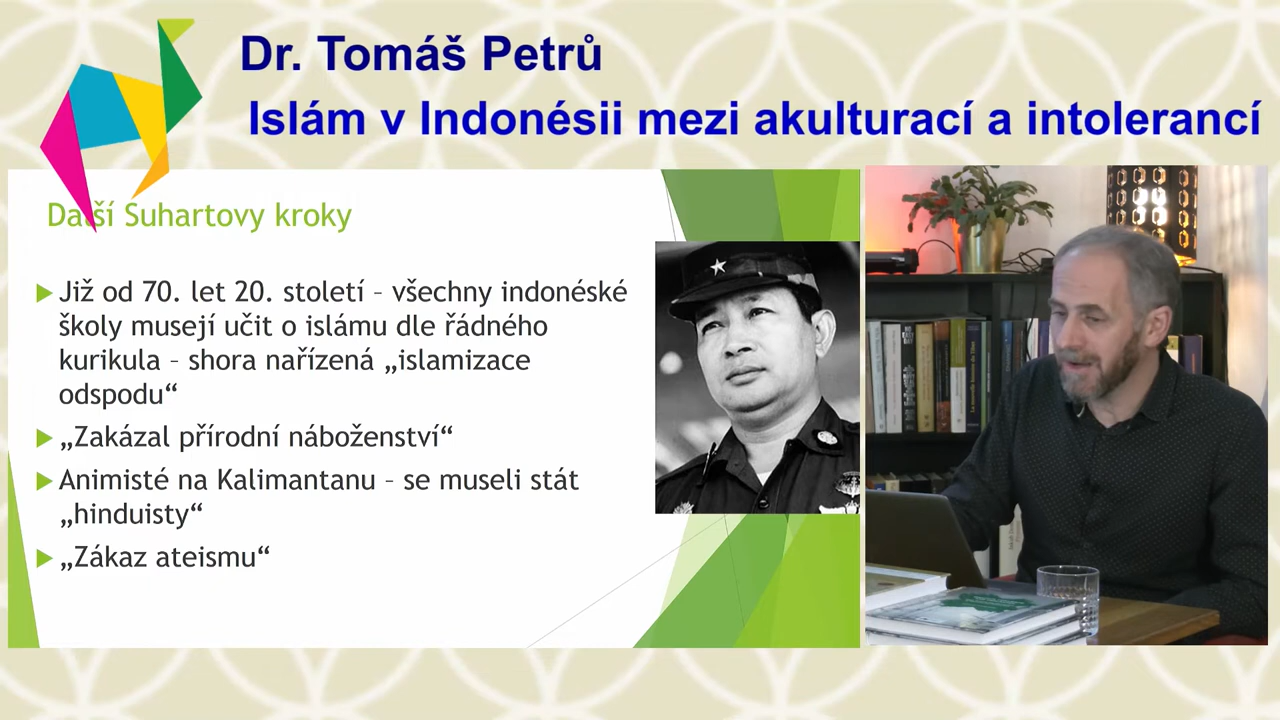 Dr. Tomáš Petrů
Islám v Indonésii mezi akulturací a intolerancí
Další Suhartovy kroky
Již od 70. let 20. století – všechny indonéské
školy musejí učit o islámu dle řádného
kurikula – shora nařízená „islamizace
odspodu“
„Zakázal přírodní náboženství“
Animisté na Kalimantanu – se museli stát
„hinduisty“
„Zákaz ateismu“